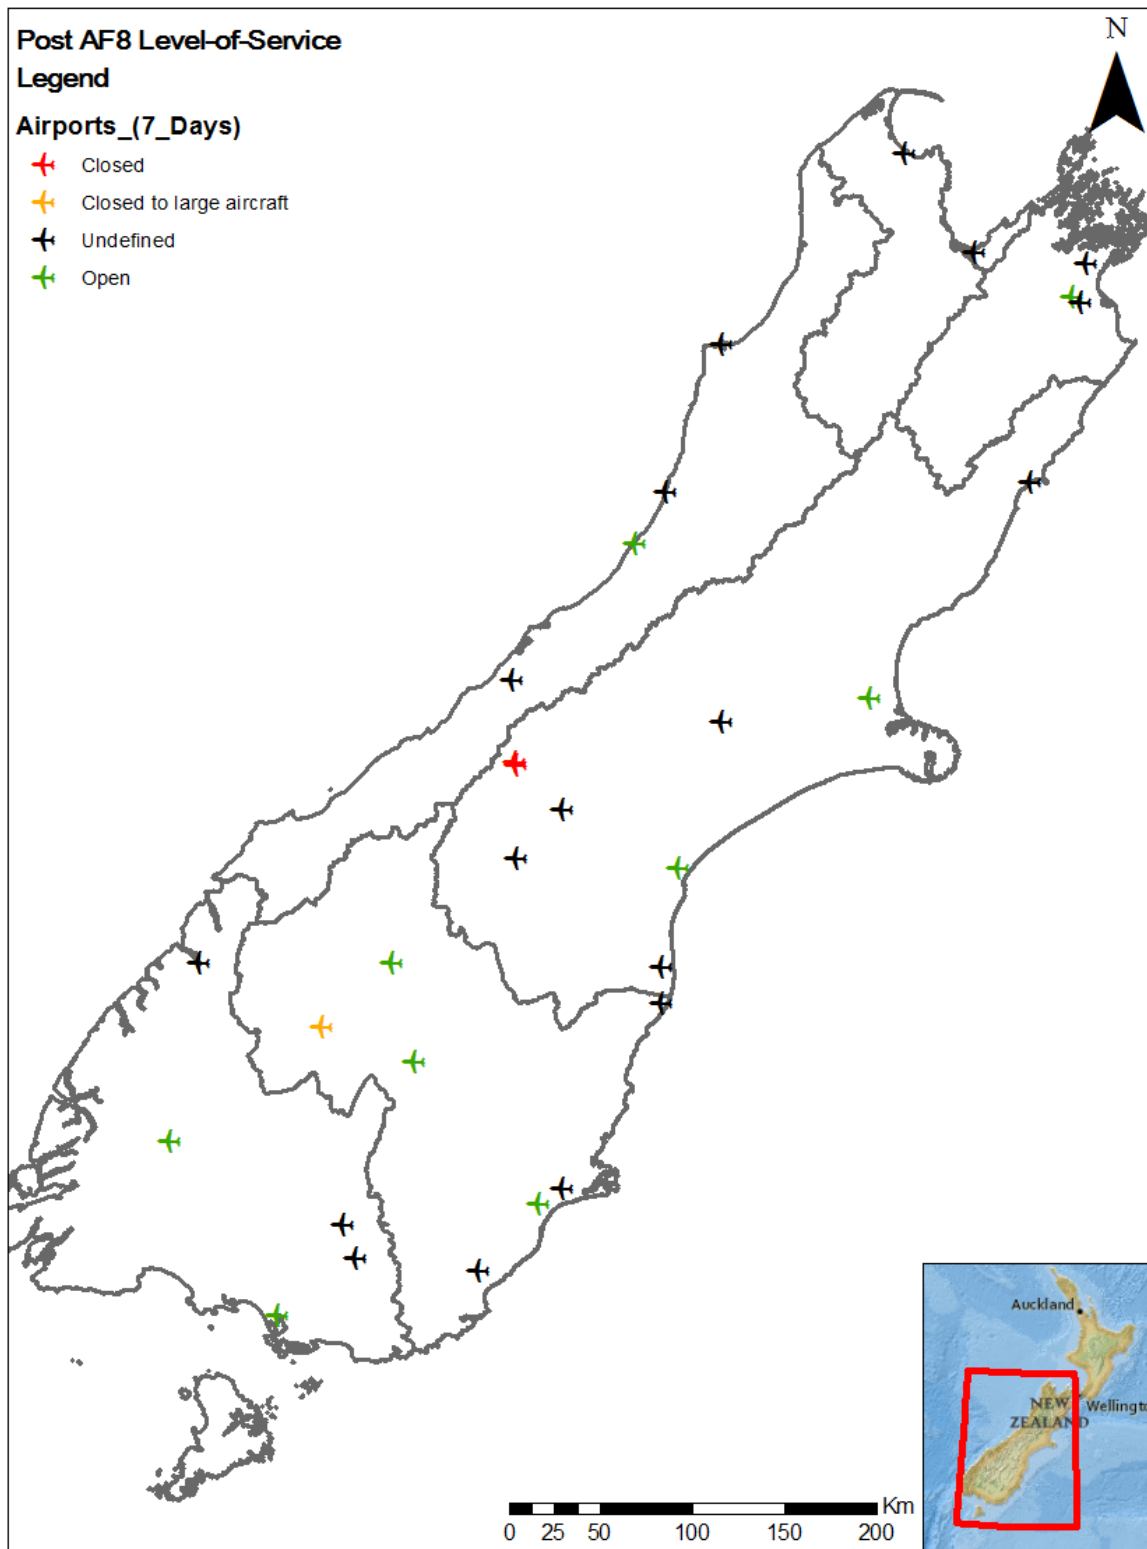 Post AF8 Level-of-Service
Legend
Airports_(7_Days)
Closed
Closed to large aircraft
Undefined
Open
N
Auckland
NEW
ZEALAND
Km
0 25 50 100 150 200